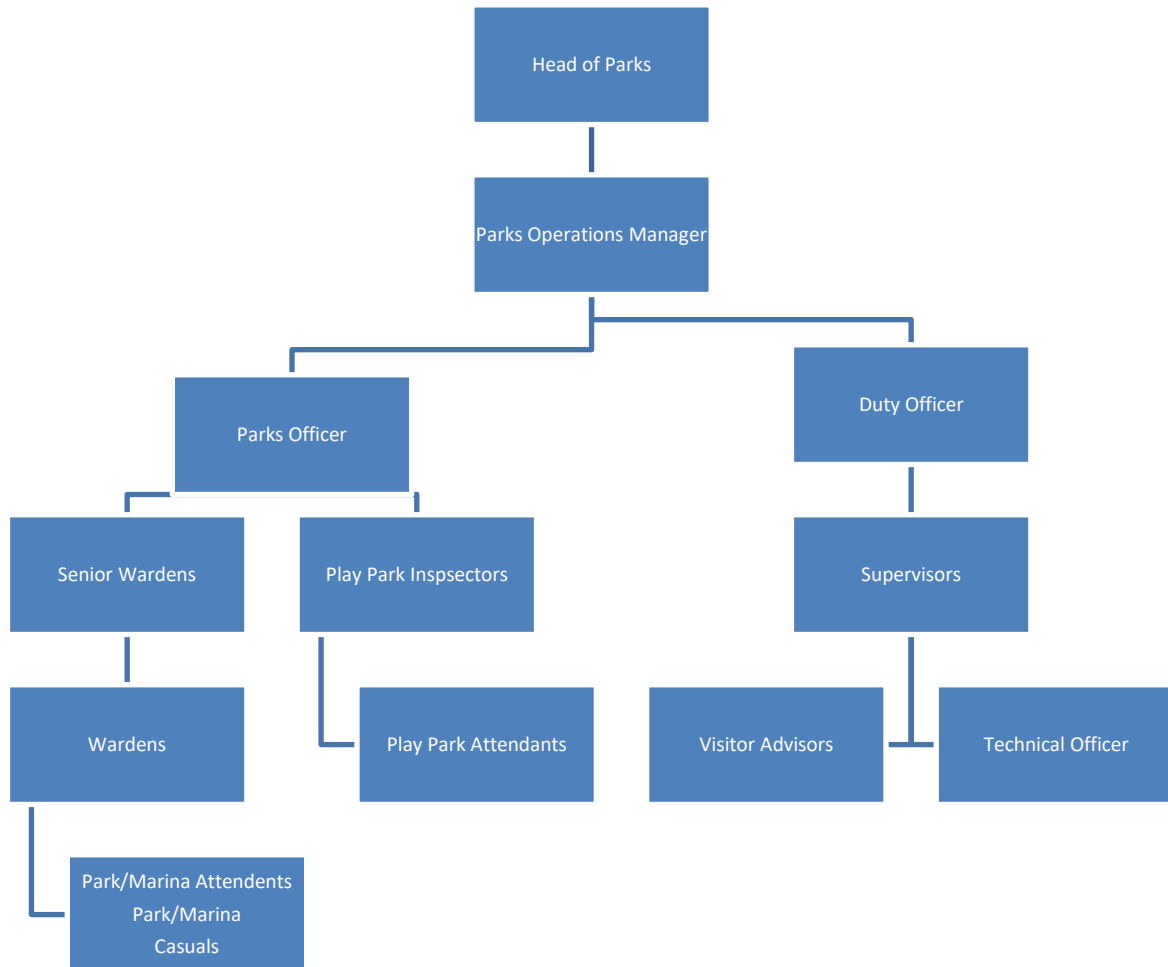 Head of Parks
Parks Operations Manager
Parks Officer
Duty Officer
Senior Wardens
Play Park Inspsectors
Supervisors
Wardens
Play Park Attendants
Visitor Advisors
Technical Officer
Park/Marina Attendents
Park/Marina
Casuals